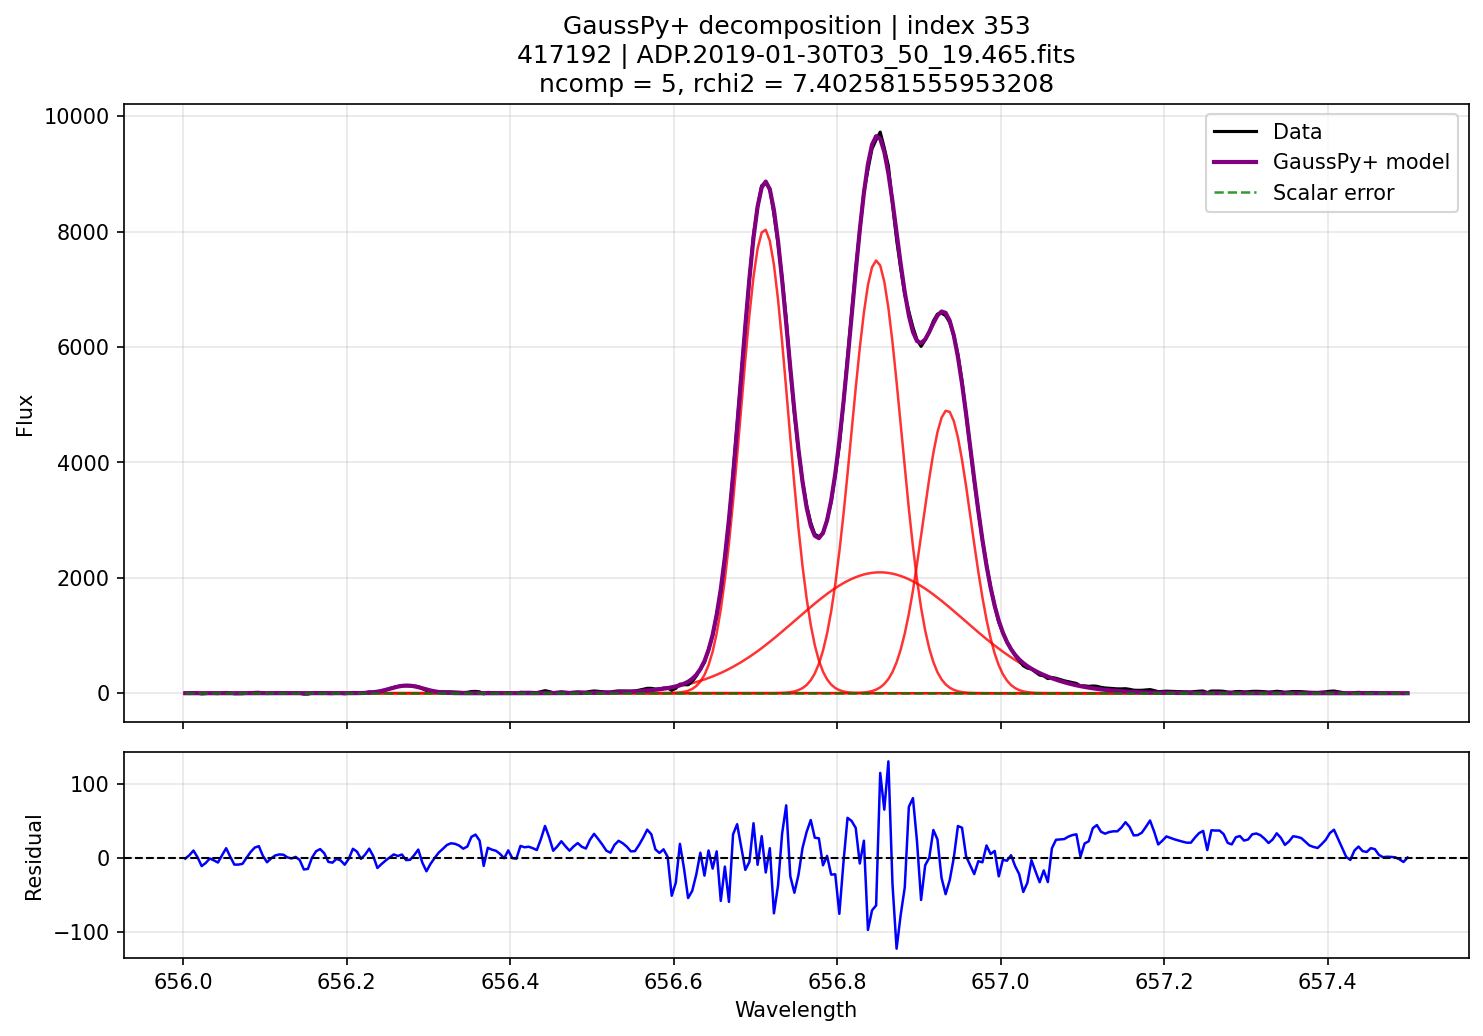 GaussPy+ decomposition | index 353
417192 | ADP.2019-01-30T03_50_19.465.fits
ncomp = 5, rchi2 = 7.402581555953208
10000
8000
6000
4000
2000
0
Flux
Data
GaussPy+ model
Scalar error
100
0
−100
Residual
656.0
656.2
656.4
656.6
656.8
657.0
657.2
657.4
Wavelength